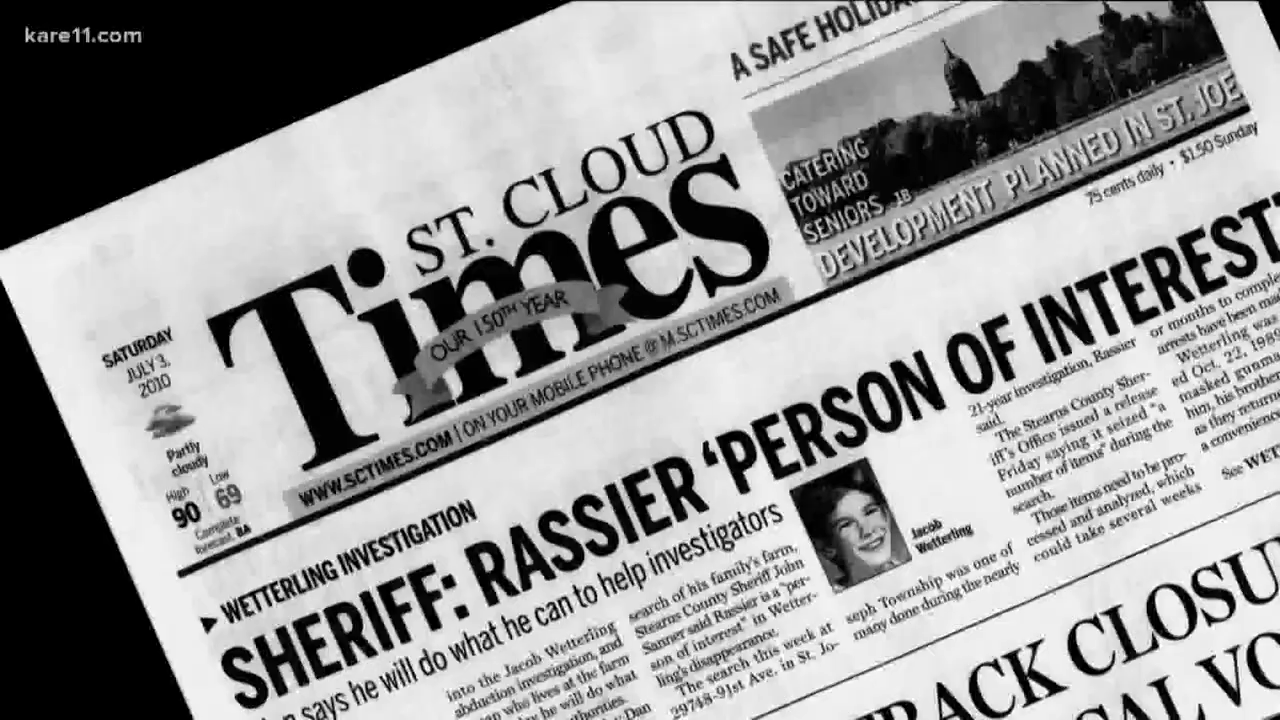 kare11.com
A SAFE HOLIDA
ST. CLOUD
Times
OUR 150TH YEAR
WWW.SCTIMES.COM | ON YOUR MOBILE PHONE @ M.SCTIMES.COM
CATERING
TOWARD
SENIORS, 1B
DEVELOPMENT PLANNED IN ST. JOE
75 cents daily • $1.50 Sunday
SATURDAY
JULY 3,
2010
Partly
cloudy
High Low
90 69
Complete
forecast, 8A
WETTERLING INVESTIGATION
SHERIFF: RASSIER ‘PERSON OF INTEREST
says he will do what he can to help investigators
into the Jacob Wetterling
abduction investigation, and
who lives at the farm
he will do what
authorities.
Dan
search of his family's farm,
Stearns County Sheriff John
Sanner said Rassier is a "per-
son of interest" in Wetter-
ling's disappearance.
The search this week at
29748-91st Ave. in St. Jo-
Jacob
Wetterling
seph Township was one of
many done during the nearly
21-year investigation, Rassier
said.
The Stearns County Sher-
iff's Office issued a release
Friday saying it seized "a
number of items" during the
search.
Those items need to be pro-
cessed and analyzed, which
could take several weeks
or months to comple
arrests have been mad
Wetterling was
ed Oct. 22, 1989
masked gunma
him, his brother
as they return
a convenienc
See WET
RACK CLOSU
CAL VO